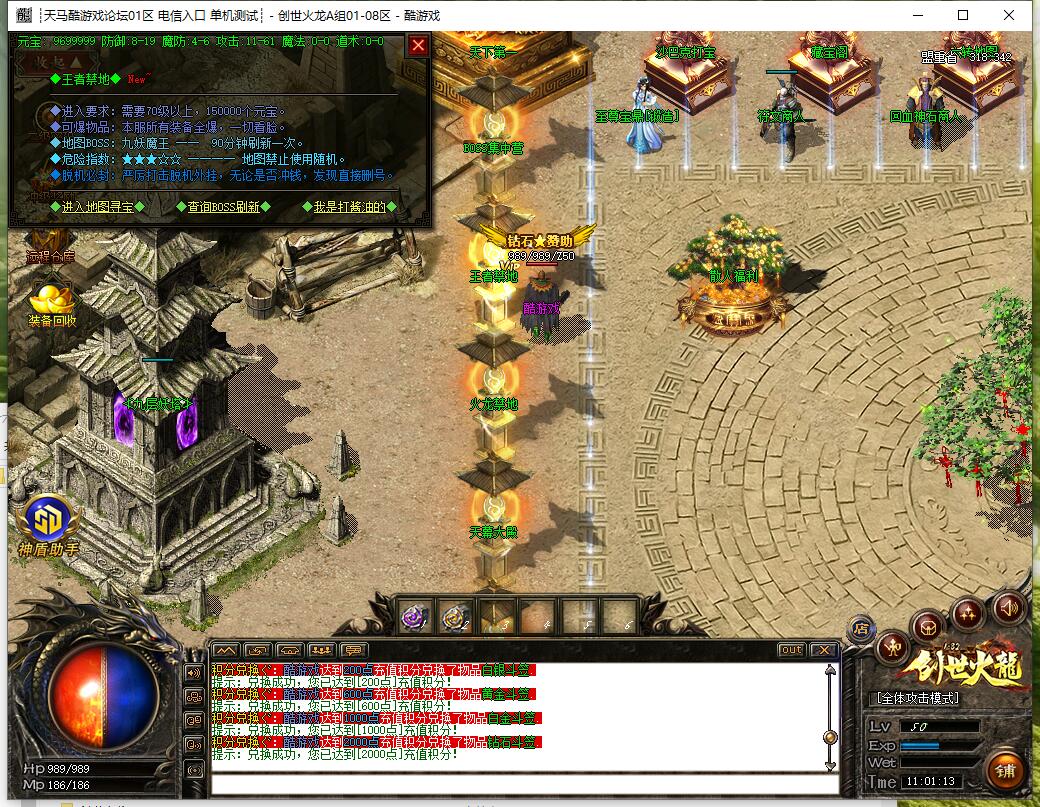 天马酷游戏论坛01区 电信入口 单机测试 - 创世火龙A组01-08区 - 酷游戏
元宝: 9699999 防御:8-19 魔防:4-6 攻击:11-61 魔法:0-0 道术:0-0
收起▲
◆王者禁地◆ New~
◆进入要求: 需要70级以上, 150000个元宝。
◆可爆物品: 本服所有装备全爆, 一切看脸。
◆地图BOSS: 九妖魔王 —— 90分钟刷新一次。
◆危险指数: ★★★☆☆ ———— 地图禁止使用随机。
◆脱机必封: 严厉打击脱机外挂, 无论是否冲钱, 发现直接删号。
◆进入地图寻宝◆ ◆查询BOSS刷新◆ ◆我是打酱油的◆
天下第一
沙巴克打宝
藏宝阁
盟重省 318:342
符文商人
回血神石商人
BOSS集中营
钻石★赞助
989/989/Z50
王者禁地
酷游戏
散人福利
远程仓库
装备回收
九层妖塔
火龙禁地
天幕大殿
神盾助手
1 2 3 4 5 6
店
out
积分兑换《: 酷游戏达到200点充值积分兑换了物品白银斗笠.
提示: 兑换成功, 您已达到[200点]充值积分!
积分兑换《: 酷游戏达到600点充值积分兑换了物品黄金斗笠.
提示: 兑换成功, 您已达到[600点]充值积分!
积分兑换《: 酷游戏达到1000点充值积分兑换了物品白金斗笠.
提示: 兑换成功, 您已达到[1000点]充值积分!
积分兑换《: 酷游戏达到2000点充值积分兑换了物品钻石斗笠.
提示: 兑换成功, 您已达到[2000点]充值积分!
创世火龍
[全体攻击模式]
Lv 50
Exp
Wet
Tme 11:01:13
铺
Hp 989/989
Mp 186/186